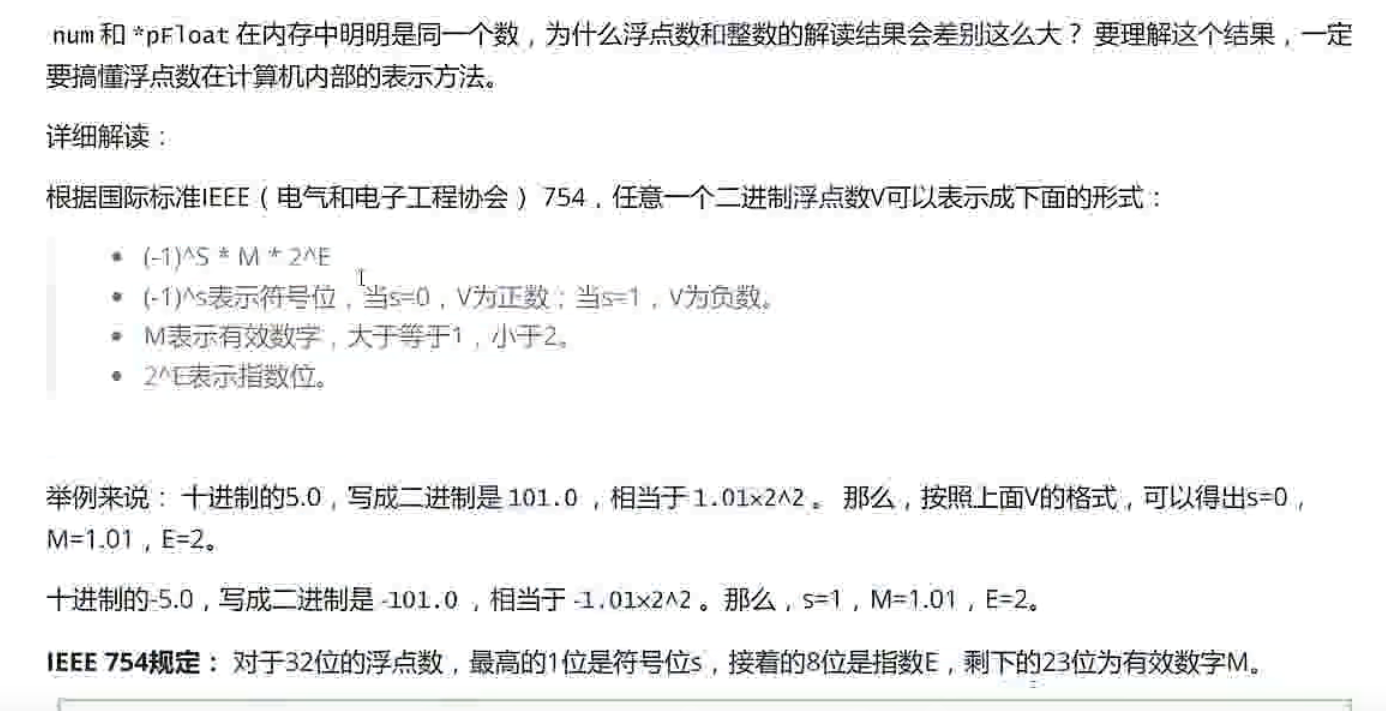 num 和 *pFloat 在内存中明明是同一个数，为什么浮点数和整数的解读结果会差别这么大？要理解这个结果，一定
要搞懂浮点数在计算机内部的表示方法。
详细解读：
根据国际标准IEEE（电气和电子工程协会） 754，任意一个二进制浮点数V可以表示成下面的形式：
• (-1)^S * M * 2^E
• (-1)^s表示符号位，当s=0，V为正数；当s=1，V为负数。
• M表示有效数字，大于等于1，小于2。
• 2^E表示指数位。
举例来说： 十进制的5.0，写成二进制是 101.0 ，相当于 1.01×2^2 。 那么，按照上面V的格式，可以得出s=0，
M=1.01，E=2。
十进制的-5.0，写成二进制是 -101.0 ，相当于 -1.01×2^2 。那么，s=1，M=1.01，E=2。
IEEE 754规定： 对于32位的浮点数，最高的1位是符号位s，接着的8位是指数E，剩下的23位为有效数字M。